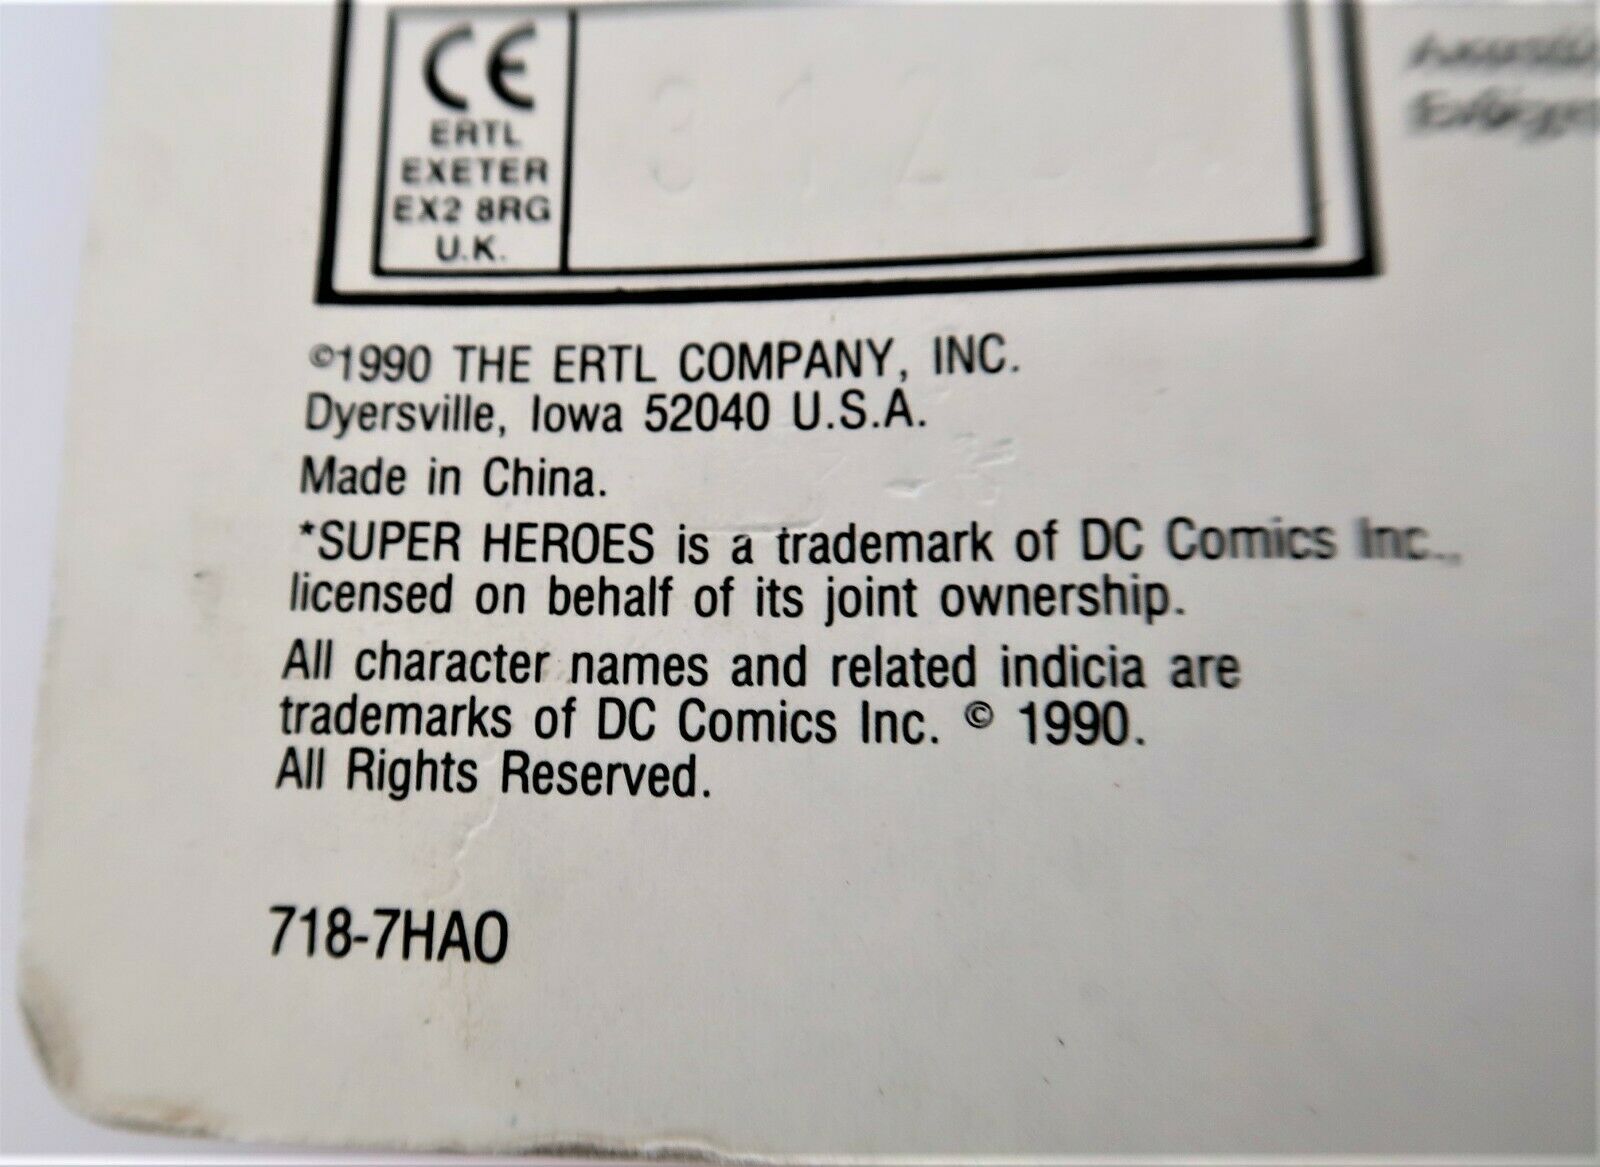 CE
ERTL
EXETER
EX2 8RG
U.K.
312
©1990 THE ERTL COMPANY, INC.
Dyersville, Iowa 52040 U.S.A.
Made in China.
*SUPER HEROES is a trademark of DC Comics Inc.,
licensed on behalf of its joint ownership.
All character names and related indicia are
trademarks of DC Comics Inc. © 1990.
All Rights Reserved.
718-7HAO